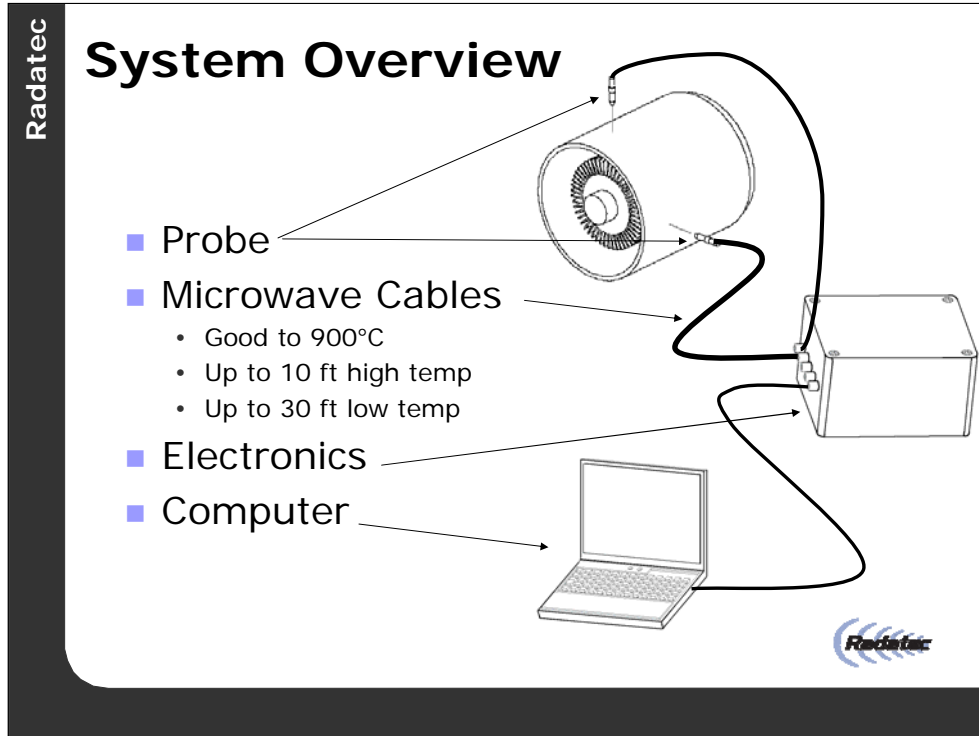 Radatec
System Overview
Probe
Microwave Cables
• Good to 900°C
• Up to 10 ft high temp
• Up to 30 ft low temp
Electronics
Computer
Radatec